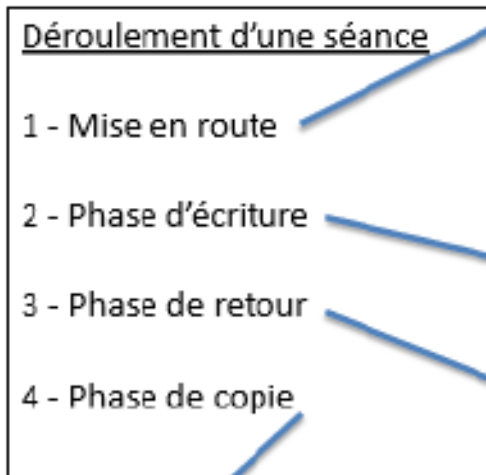 Déroulement d'une séance
1 - Mise en route
2 - Phase d'écriture
3 - Phase de retour
4 - Phase de copie